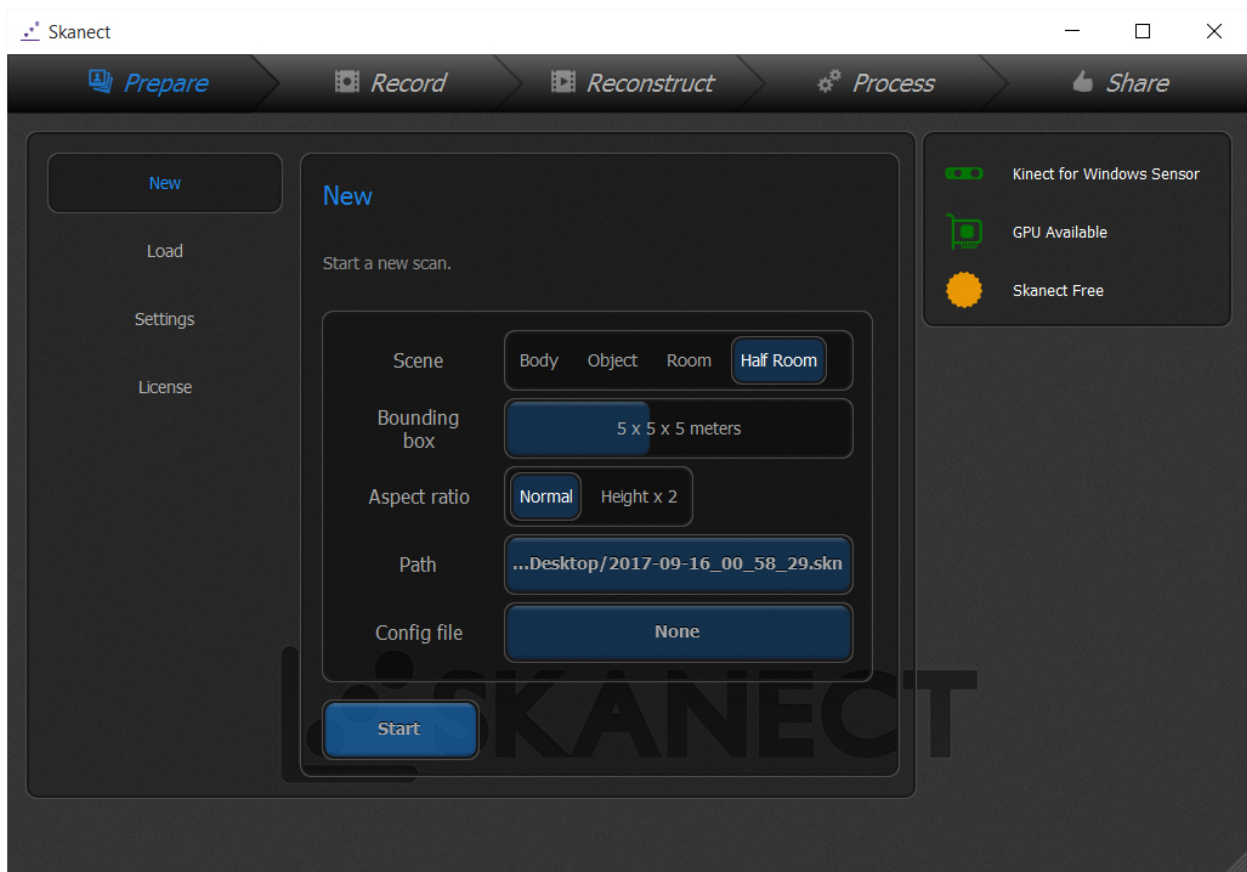 Skanect
Prepare Record Reconstruct Process Share
New
Load
Settings
License
New
Start a new scan.
Scene Body Object Room Half Room
Bounding
box
5 x 5 x 5 meters
Aspect ratio Normal Height x 2
Path ...Desktop/2017-09-16_00_58_29.skn
Config file None
Start
SKANECT
Kinect for Windows Sensor
GPU Available
Skanect Free